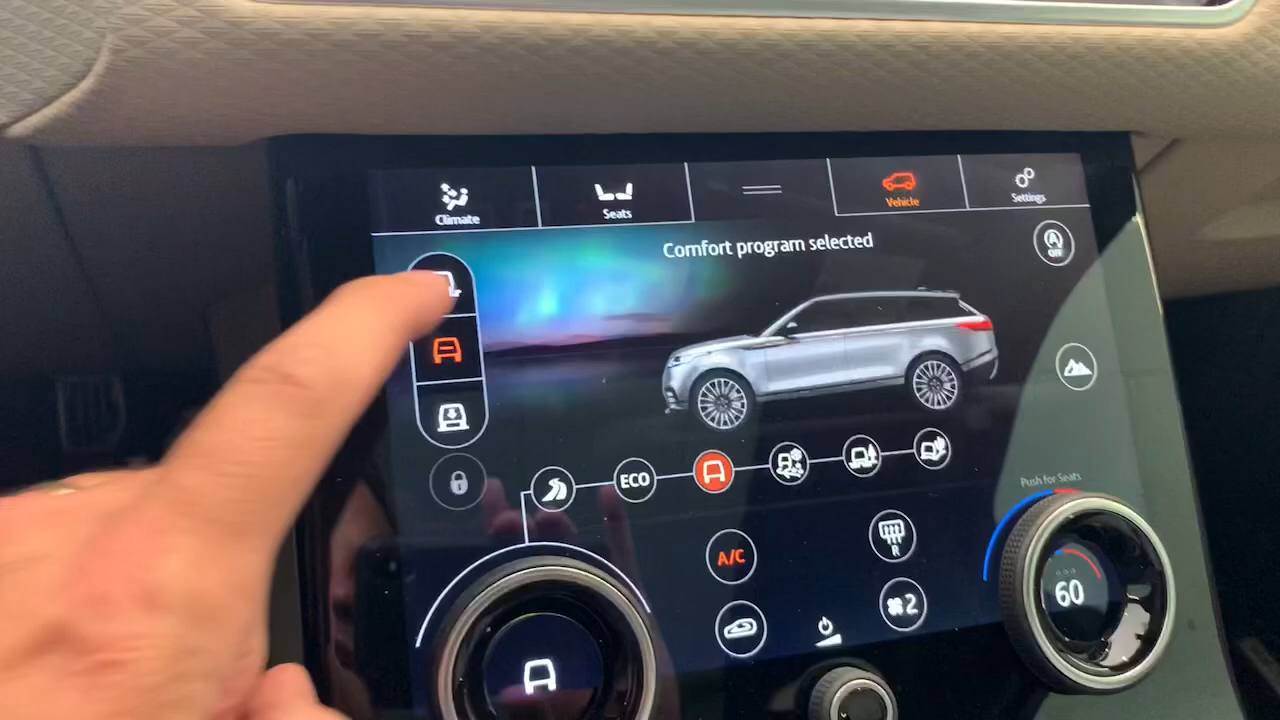 Climate
Seats
Vehicle
Settings
Comfort program selected
OFF
ECO
Push for Seats
A/C
R
60
2